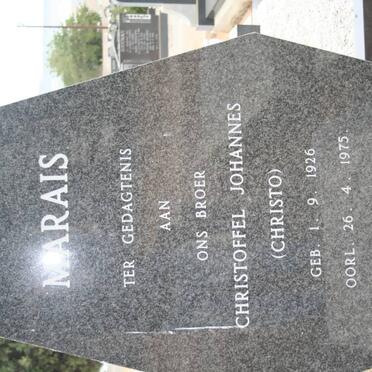 MARAIS
TER GEDAGTENIS
AAN
ONS BROER
CHRISTOFFEL JOHANNES
(CHRISTO)
GEB. 1. 9. 1926
OORL. 26. 4. 1975.